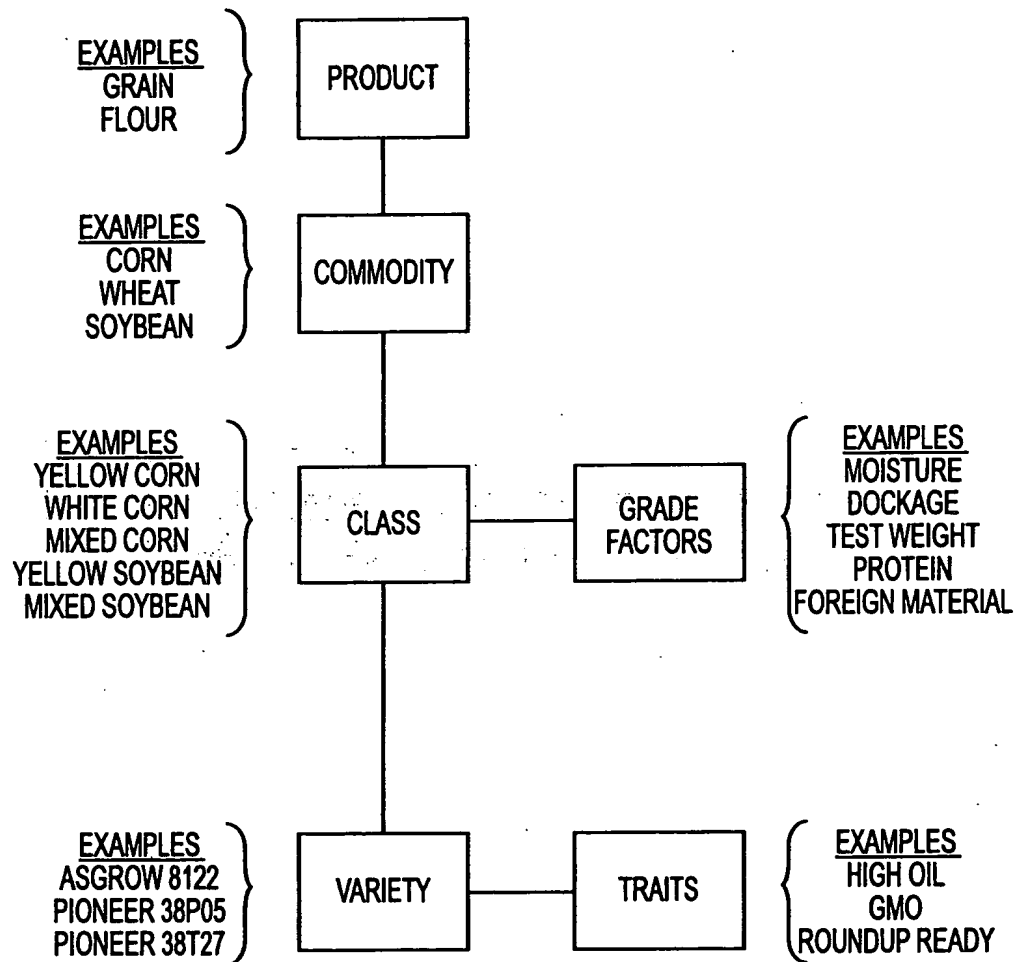 EXAMPLES
GRAIN
FLOUR
PRODUCT
EXAMPLES
CORN
WHEAT
SOYBEAN
COMMODITY
EXAMPLES
YELLOW CORN
WHITE CORN
MIXED CORN
YELLOW SOYBEAN
MIXED SOYBEAN
CLASS
GRADE
FACTORS
EXAMPLES
MOISTURE
DOCKAGE
TEST WEIGHT
PROTEIN
FOREIGN MATERIAL
EXAMPLES
ASGROW 8122
PIONEER 38P05
PIONEER 38T27
VARIETY
TRAITS
EXAMPLES
HIGH OIL
GMO
ROUNDUP READY